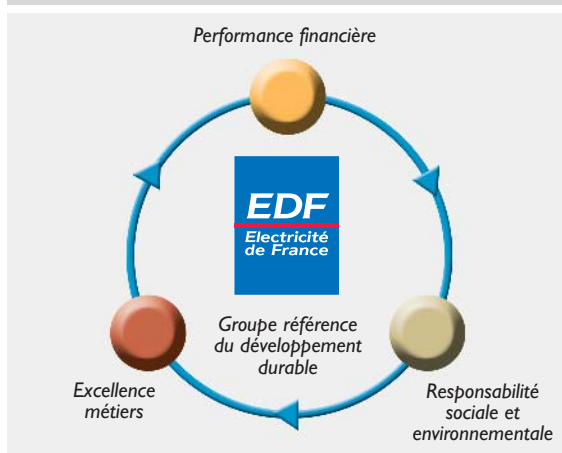 Performance financière
EDF
Electricité
de France
Groupe référence
du développement
durable
Excellence
métiers
Responsabilité
sociale et
environnementale